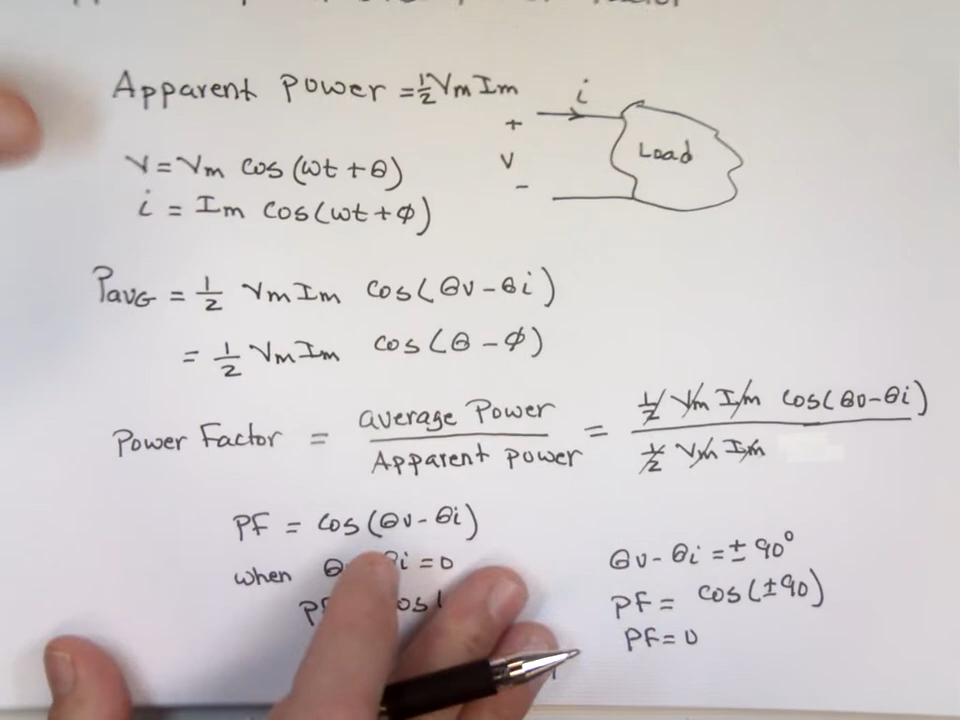 Apparent Power = 1/2 Vm Im
i
+
V
-
Load
V = Vm cos (ωt + θ)
i = Im cos(ωt + φ)
PAVG = 1/2 Vm Im cos(θv - θi)
= 1/2 Vm Im cos(θ - φ)
Power Factor = average Power / Apparent power = 1/2 Vm Im cos(θv - θi) / 1/2 Vm Im
PF = cos(θv - θi)
when θ θi = 0
θv - θi = ± 90°
PF = cos(±90)
PF = 0